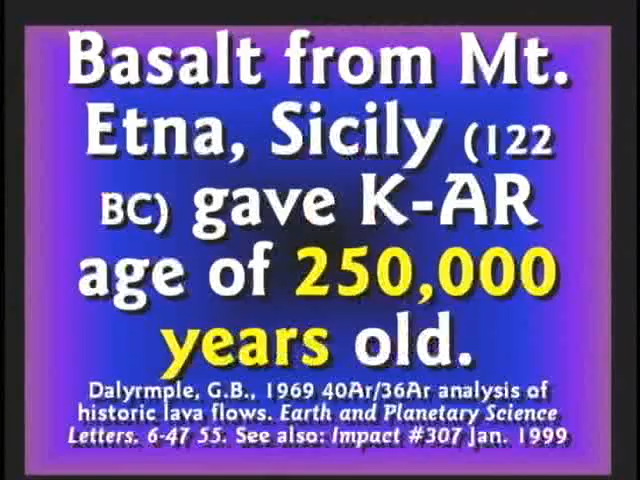 Basalt from Mt.
Etna, Sicily (122
BC) gave K-AR
age of 250,000
years old.
Dalyrmple, G.B., 1969 40Ar/36Ar analysis of
historic lava flows. Earth and Planetary Science
Letters. 6-47 55. See also: Impact #307 Jan. 1999